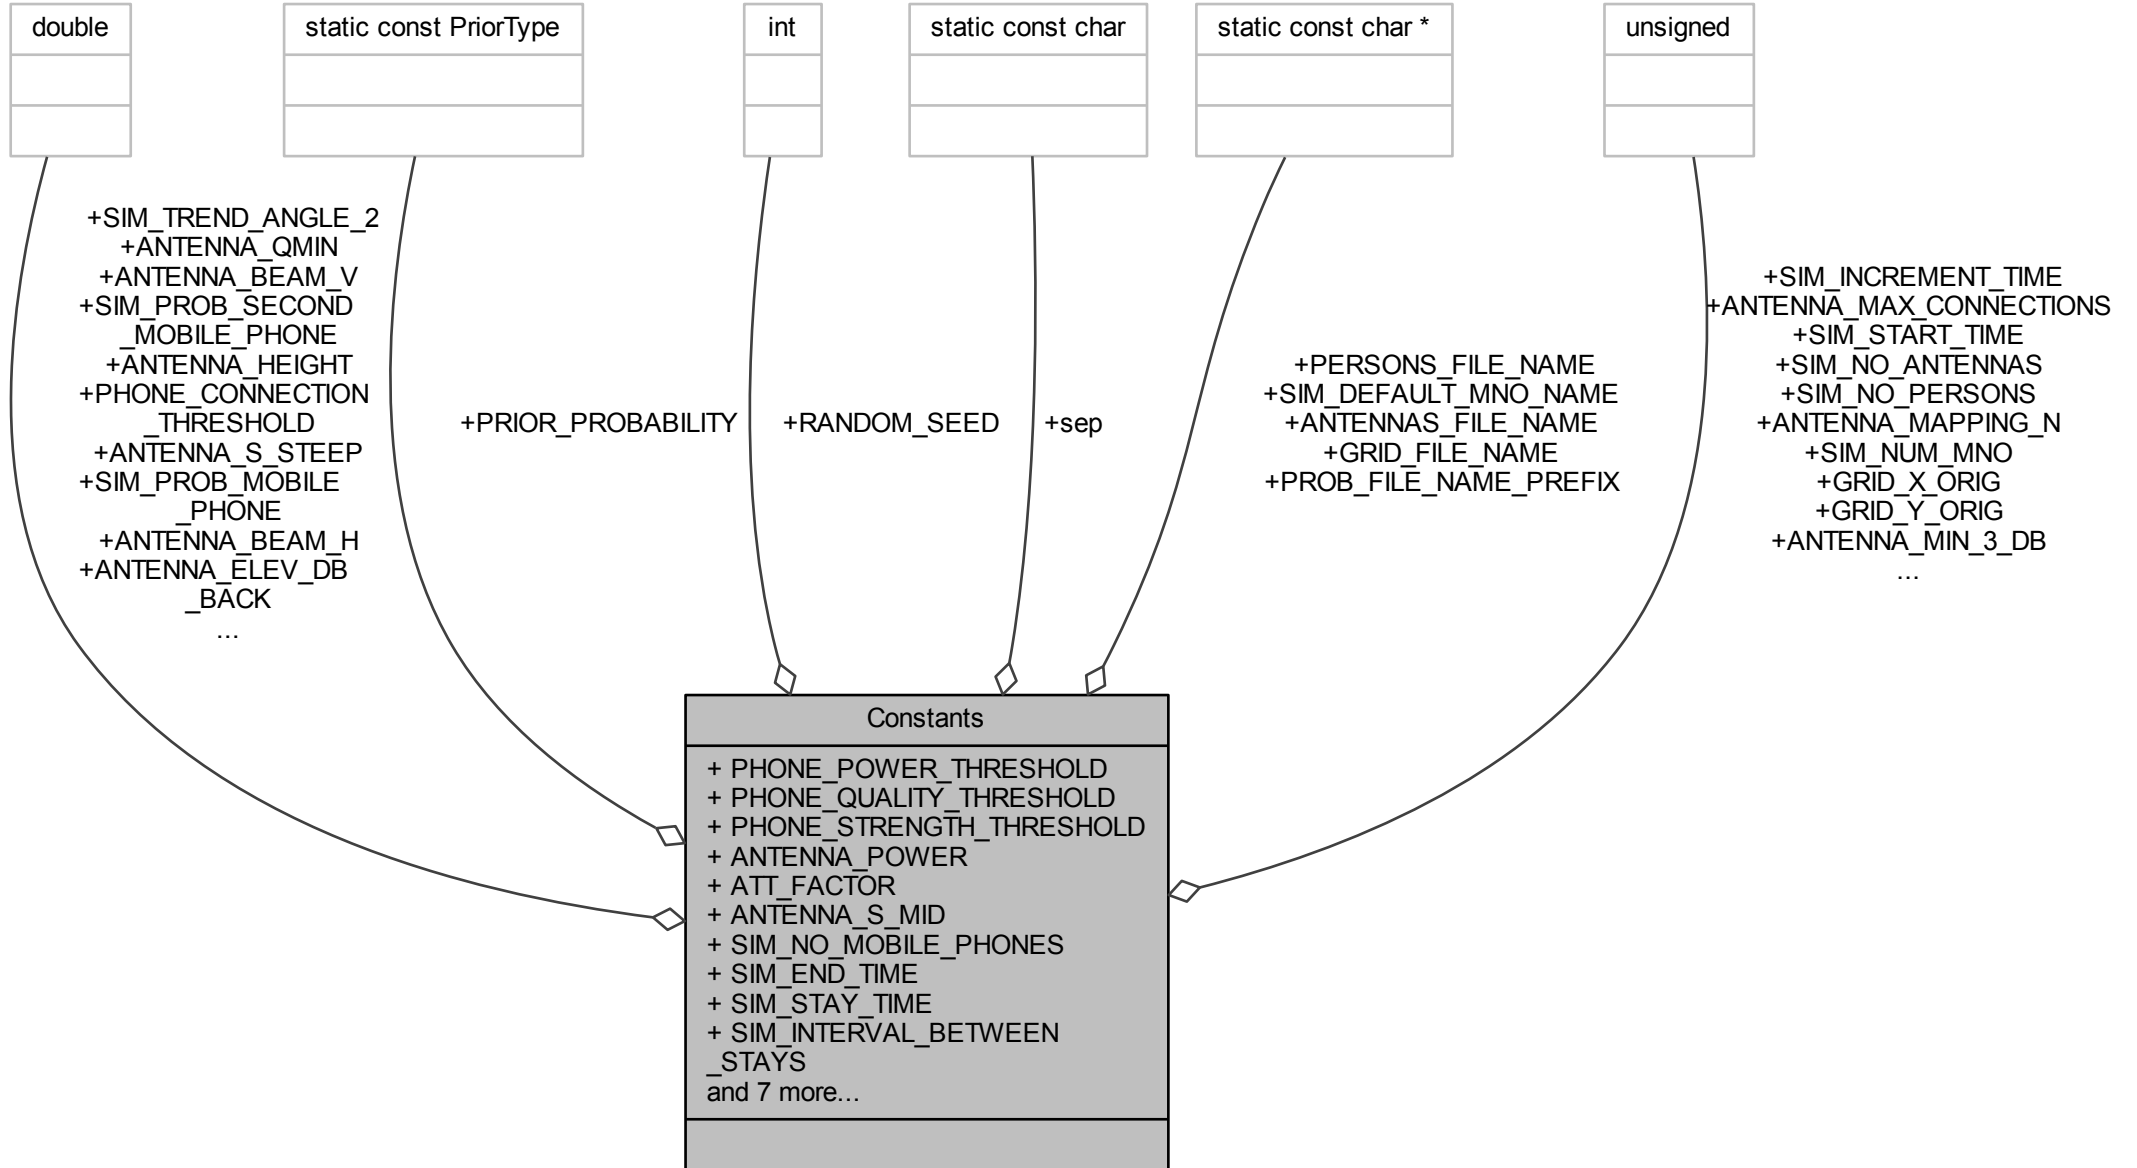 double
static const PriorType
int
static const char
static const char *
unsigned
+SIM_TREND_ANGLE_2
+ANTENNA_QMIN
+ANTENNA_BEAM_V
+SIM_PROB_SECOND
_MOBILE_PHONE
+ANTENNA_HEIGHT
+PHONE_CONNECTION
_THRESHOLD
+ANTENNA_S_STEEP
+SIM_PROB_MOBILE
_PHONE
+ANTENNA_BEAM_H
+ANTENNA_ELEV_DB
_BACK
...
+PRIOR_PROBABILITY
+RANDOM_SEED
+sep
+PERSONS_FILE_NAME
+SIM_DEFAULT_MNO_NAME
+ANTENNAS_FILE_NAME
+GRID_FILE_NAME
+PROB_FILE_NAME_PREFIX
+SIM_INCREMENT_TIME
+ANTENNA_MAX_CONNECTIONS
+SIM_START_TIME
+SIM_NO_ANTENNAS
+SIM_NO_PERSONS
+ANTENNA_MAPPING_N
+SIM_NUM_MNO
+GRID_X_ORIG
+GRID_Y_ORIG
+ANTENNA_MIN_3_DB
...
Constants
+ PHONE_POWER_THRESHOLD
+ PHONE_QUALITY_THRESHOLD
+ PHONE_STRENGTH_THRESHOLD
+ ANTENNA_POWER
+ ATT_FACTOR
+ ANTENNA_S_MID
+ SIM_NO_MOBILE_PHONES
+ SIM_END_TIME
+ SIM_STAY_TIME
+ SIM_INTERVAL_BETWEEN
_STAYS
and 7 more...